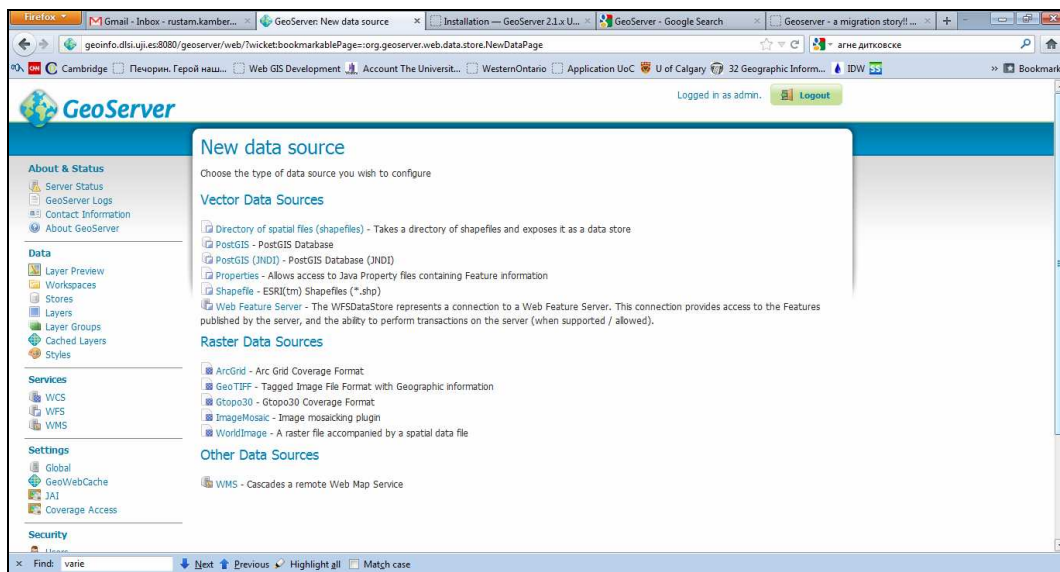 Firefox
Gmail - Inbox - rustam.kamber... × GeoServer: New data source × Installation — GeoServer 2.1.x U... × GeoServer - Google Search × Geoserver - a migration story!! ... × +
geoinfo.dlsi.uji.es:8080/geoserver/web/?wicket:bookmarkablePage=:org.geoserver.web.data.store.NewDataPage агне дитковске
CNN Cambridge Печорин. Герой наш... Web GIS Development Account The Universit... WesternOntario Application UoC U of Calgary 32 Geographic Inform... IDW SS » Bookmark
GeoServer
Logged in as admin. Logout
New data source
Choose the type of data source you wish to configure
Vector Data Sources
Directory of spatial files (shapefiles) - Takes a directory of shapefiles and exposes it as a data store
PostGIS - PostGIS Database
PostGIS (JNDI) - PostGIS Database (JNDI)
Properties - Allows access to Java Property files containing Feature information
Shapefile - ESRI(tm) Shapefiles (*.shp)
Web Feature Server - The WFSDataStore represents a connection to a Web Feature Server. This connection provides access to the Features
published by the server, and the ability to perform transactions on the server (when supported / allowed).
Raster Data Sources
ArcGrid - Arc Grid Coverage Format
GeoTIFF - Tagged Image File Format with Geographic information
Gtopo30 - Gtopo30 Coverage Format
ImageMosaic - Image mosaicking plugin
WorldImage - A raster file accompanied by a spatial data file
Other Data Sources
WMS - Cascades a remote Web Map Service
About & Status
Server Status
GeoServer Logs
Contact Information
About GeoServer
Data
Layer Preview
Workspaces
Stores
Layers
Layer Groups
Cached Layers
Styles
Services
WCS
WFS
WMS
Settings
Global
GeoWebCache
JAI
Coverage Access
Security
Users
× Find: varie Next Previous Highlight all Match case